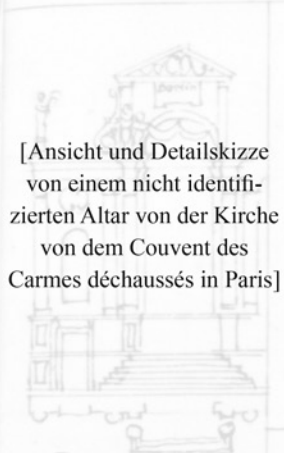 [Ansicht und Detailskizze
von einem nicht identifi-
zierten Altar von der Kirche
von dem Couvent des
Carmes déchaussés in Paris]